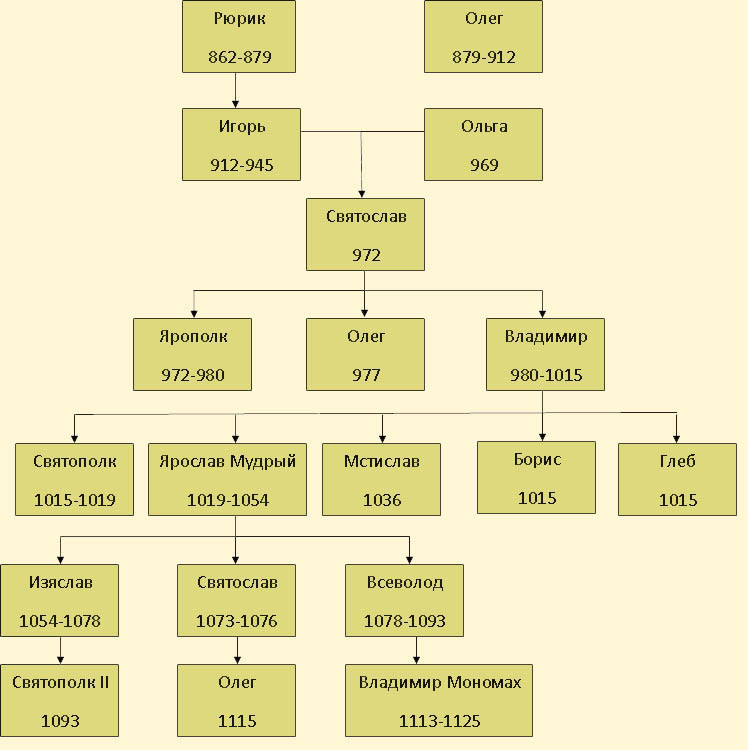 Рюрик
862-879
Олег
879-912
Игорь
912-945
Ольга
969
Святослав
972
Ярополк
972-980
Олег
977
Владимир
980-1015
Святополк
1015-1019
Ярослав Мудрый
1019-1054
Мстислав
1036
Борис
1015
Глеб
1015
Изяслав
1054-1078
Святослав
1073-1076
Всеволод
1078-1093
Святополк II
1093
Олег
1115
Владимир Мономах
1113-1125